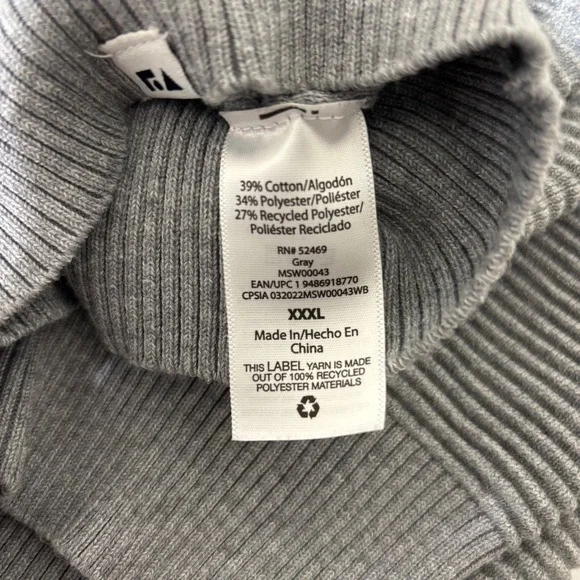 39% Cotton/Algodón
34% Polyester/Poliéster
27% Recycled Polyester/
Poliéster Reciclado
RN# 52469
Gray
MSW00043
EAN/UPC 1 9486918770
CPSIA 032022MSW00043WB
XXXL
Made In/Hecho En
China
THIS LABEL YARN IS MADE
OUT OF 100% RECYCLED
POLYESTER MATERIALS